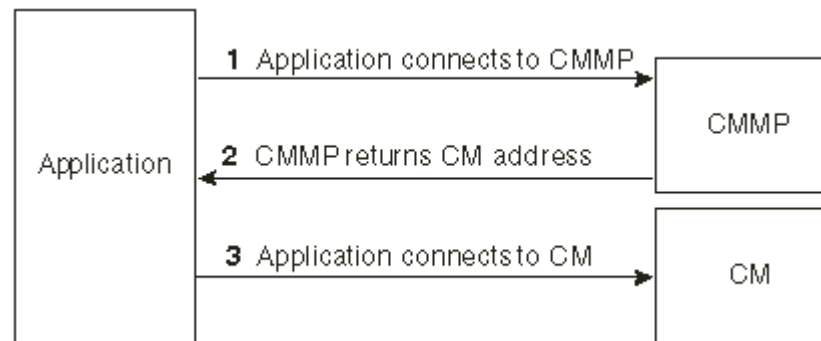 1 Application connects to CMMP
CMMP
Application
2 CMMP returns CM address
3 Application connects to CM
CM